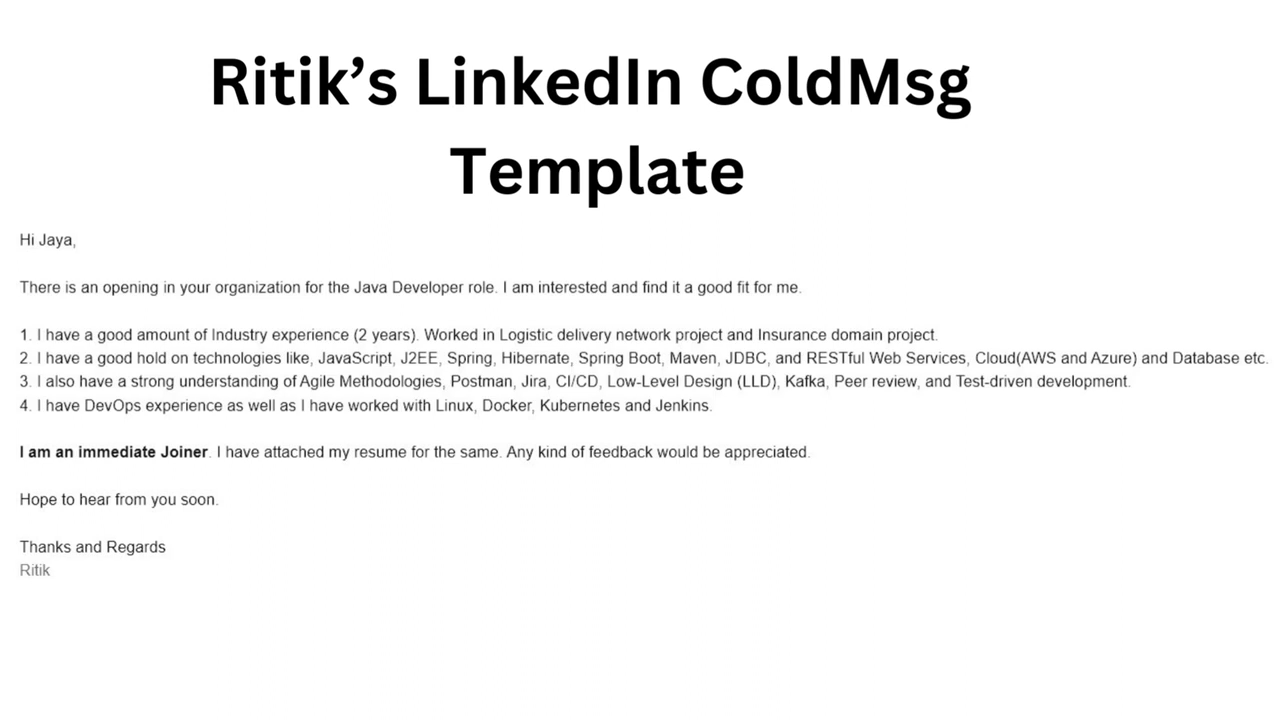 Ritik’s LinkedIn ColdMsg
Template
Hi Jaya,
There is an opening in your organization for the Java Developer role. I am interested and find it a good fit for me.
1. I have a good amount of Industry experience (2 years). Worked in Logistic delivery network project and Insurance domain project.
2. I have a good hold on technologies like, JavaScript, J2EE, Spring, Hibernate, Spring Boot, Maven, JDBC, and RESTful Web Services, Cloud(AWS and Azure) and Database etc.
3. I also have a strong understanding of Agile Methodologies, Postman, Jira, CI/CD, Low-Level Design (LLD), Kafka, Peer review, and Test-driven development.
4. I have DevOps experience as well as I have worked with Linux, Docker, Kubernetes and Jenkins.
I am an immediate Joiner. I have attached my resume for the same. Any kind of feedback would be appreciated.
Hope to hear from you soon.
Thanks and Regards
Ritik